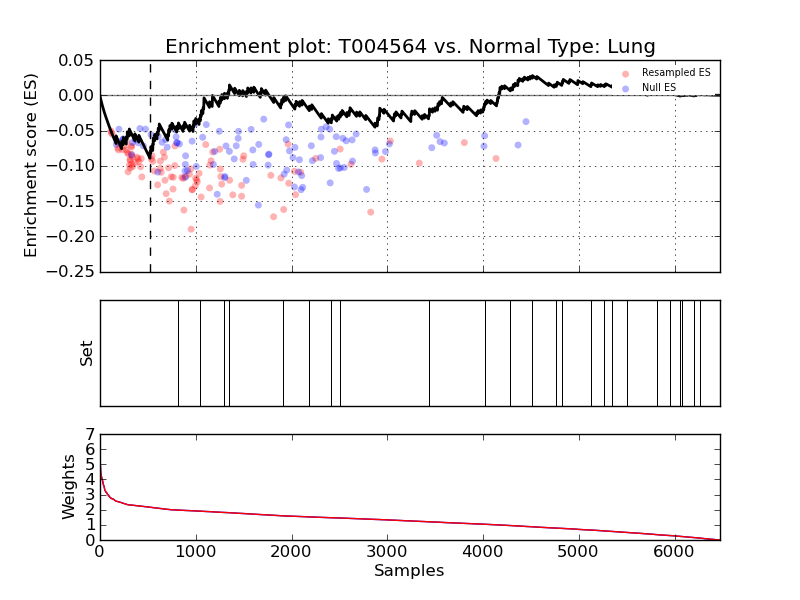 Enrichment plot: T004564 vs. Normal Type: Lung
Enrichment score (ES)
0.05
0.00
−0.05
−0.10
−0.15
−0.20
−0.25
Resampled ES
Null ES
Set
Weights
7
6
5
4
3
2
1
0
0 1000 2000 3000 4000 5000 6000
Samples